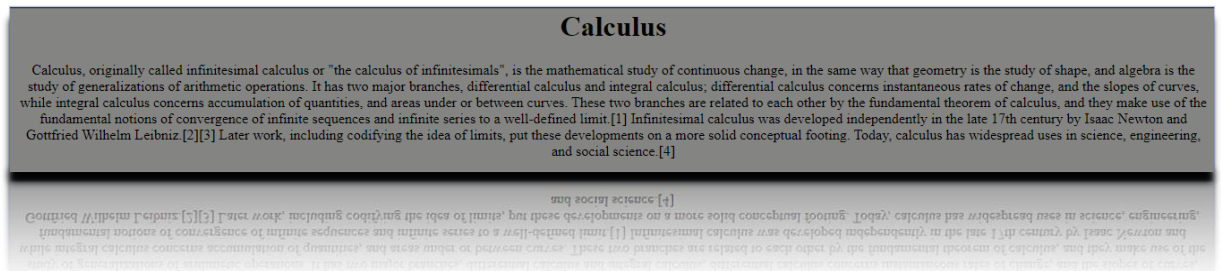 Calculus
Calculus, originally called infinitesimal calculus or "the calculus of infinitesimals", is the mathematical study of continuous change, in the same way that geometry is the study of shape, and algebra is the
study of generalizations of arithmetic operations. It has two major branches, differential calculus and integral calculus; differential calculus concerns instantaneous rates of change, and the slopes of curves,
while integral calculus concerns accumulation of quantities, and areas under or between curves. These two branches are related to each other by the fundamental theorem of calculus, and they make use of the
fundamental notions of convergence of infinite sequences and infinite series to a well-defined limit.[1] Infinitesimal calculus was developed independently in the late 17th century by Isaac Newton and
Gottfried Wilhelm Leibniz.[2][3] Later work, including codifying the idea of limits, put these developments on a more solid conceptual footing. Today, calculus has widespread uses in science, engineering,
and social science.[4]